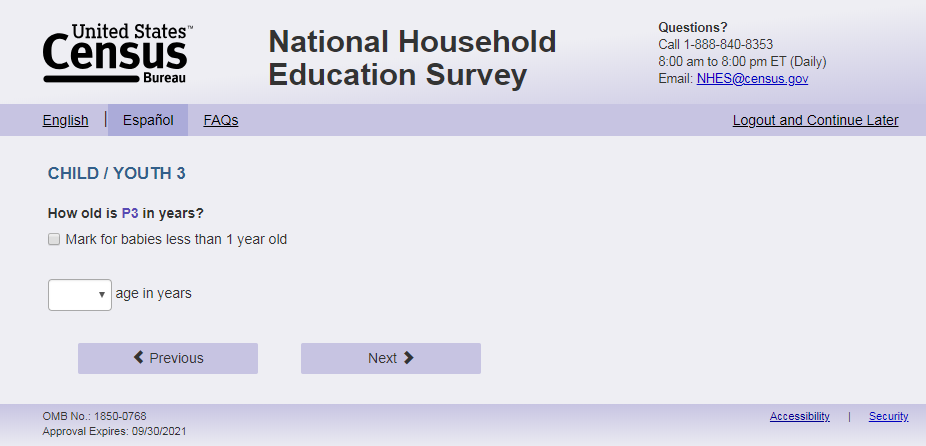 United States™
Census
Bureau
National Household
Education Survey
Questions?
Call 1-888-840-8353
8:00 am to 8:00 pm ET (Daily)
Email: NHES@census.gov
English | Español FAQs Logout and Continue Later
CHILD / YOUTH 3
How old is P3 in years?
Mark for babies less than 1 year old
age in years
Previous Next
OMB No.: 1850-0768
Approval Expires: 09/30/2021
Accessibility | Security